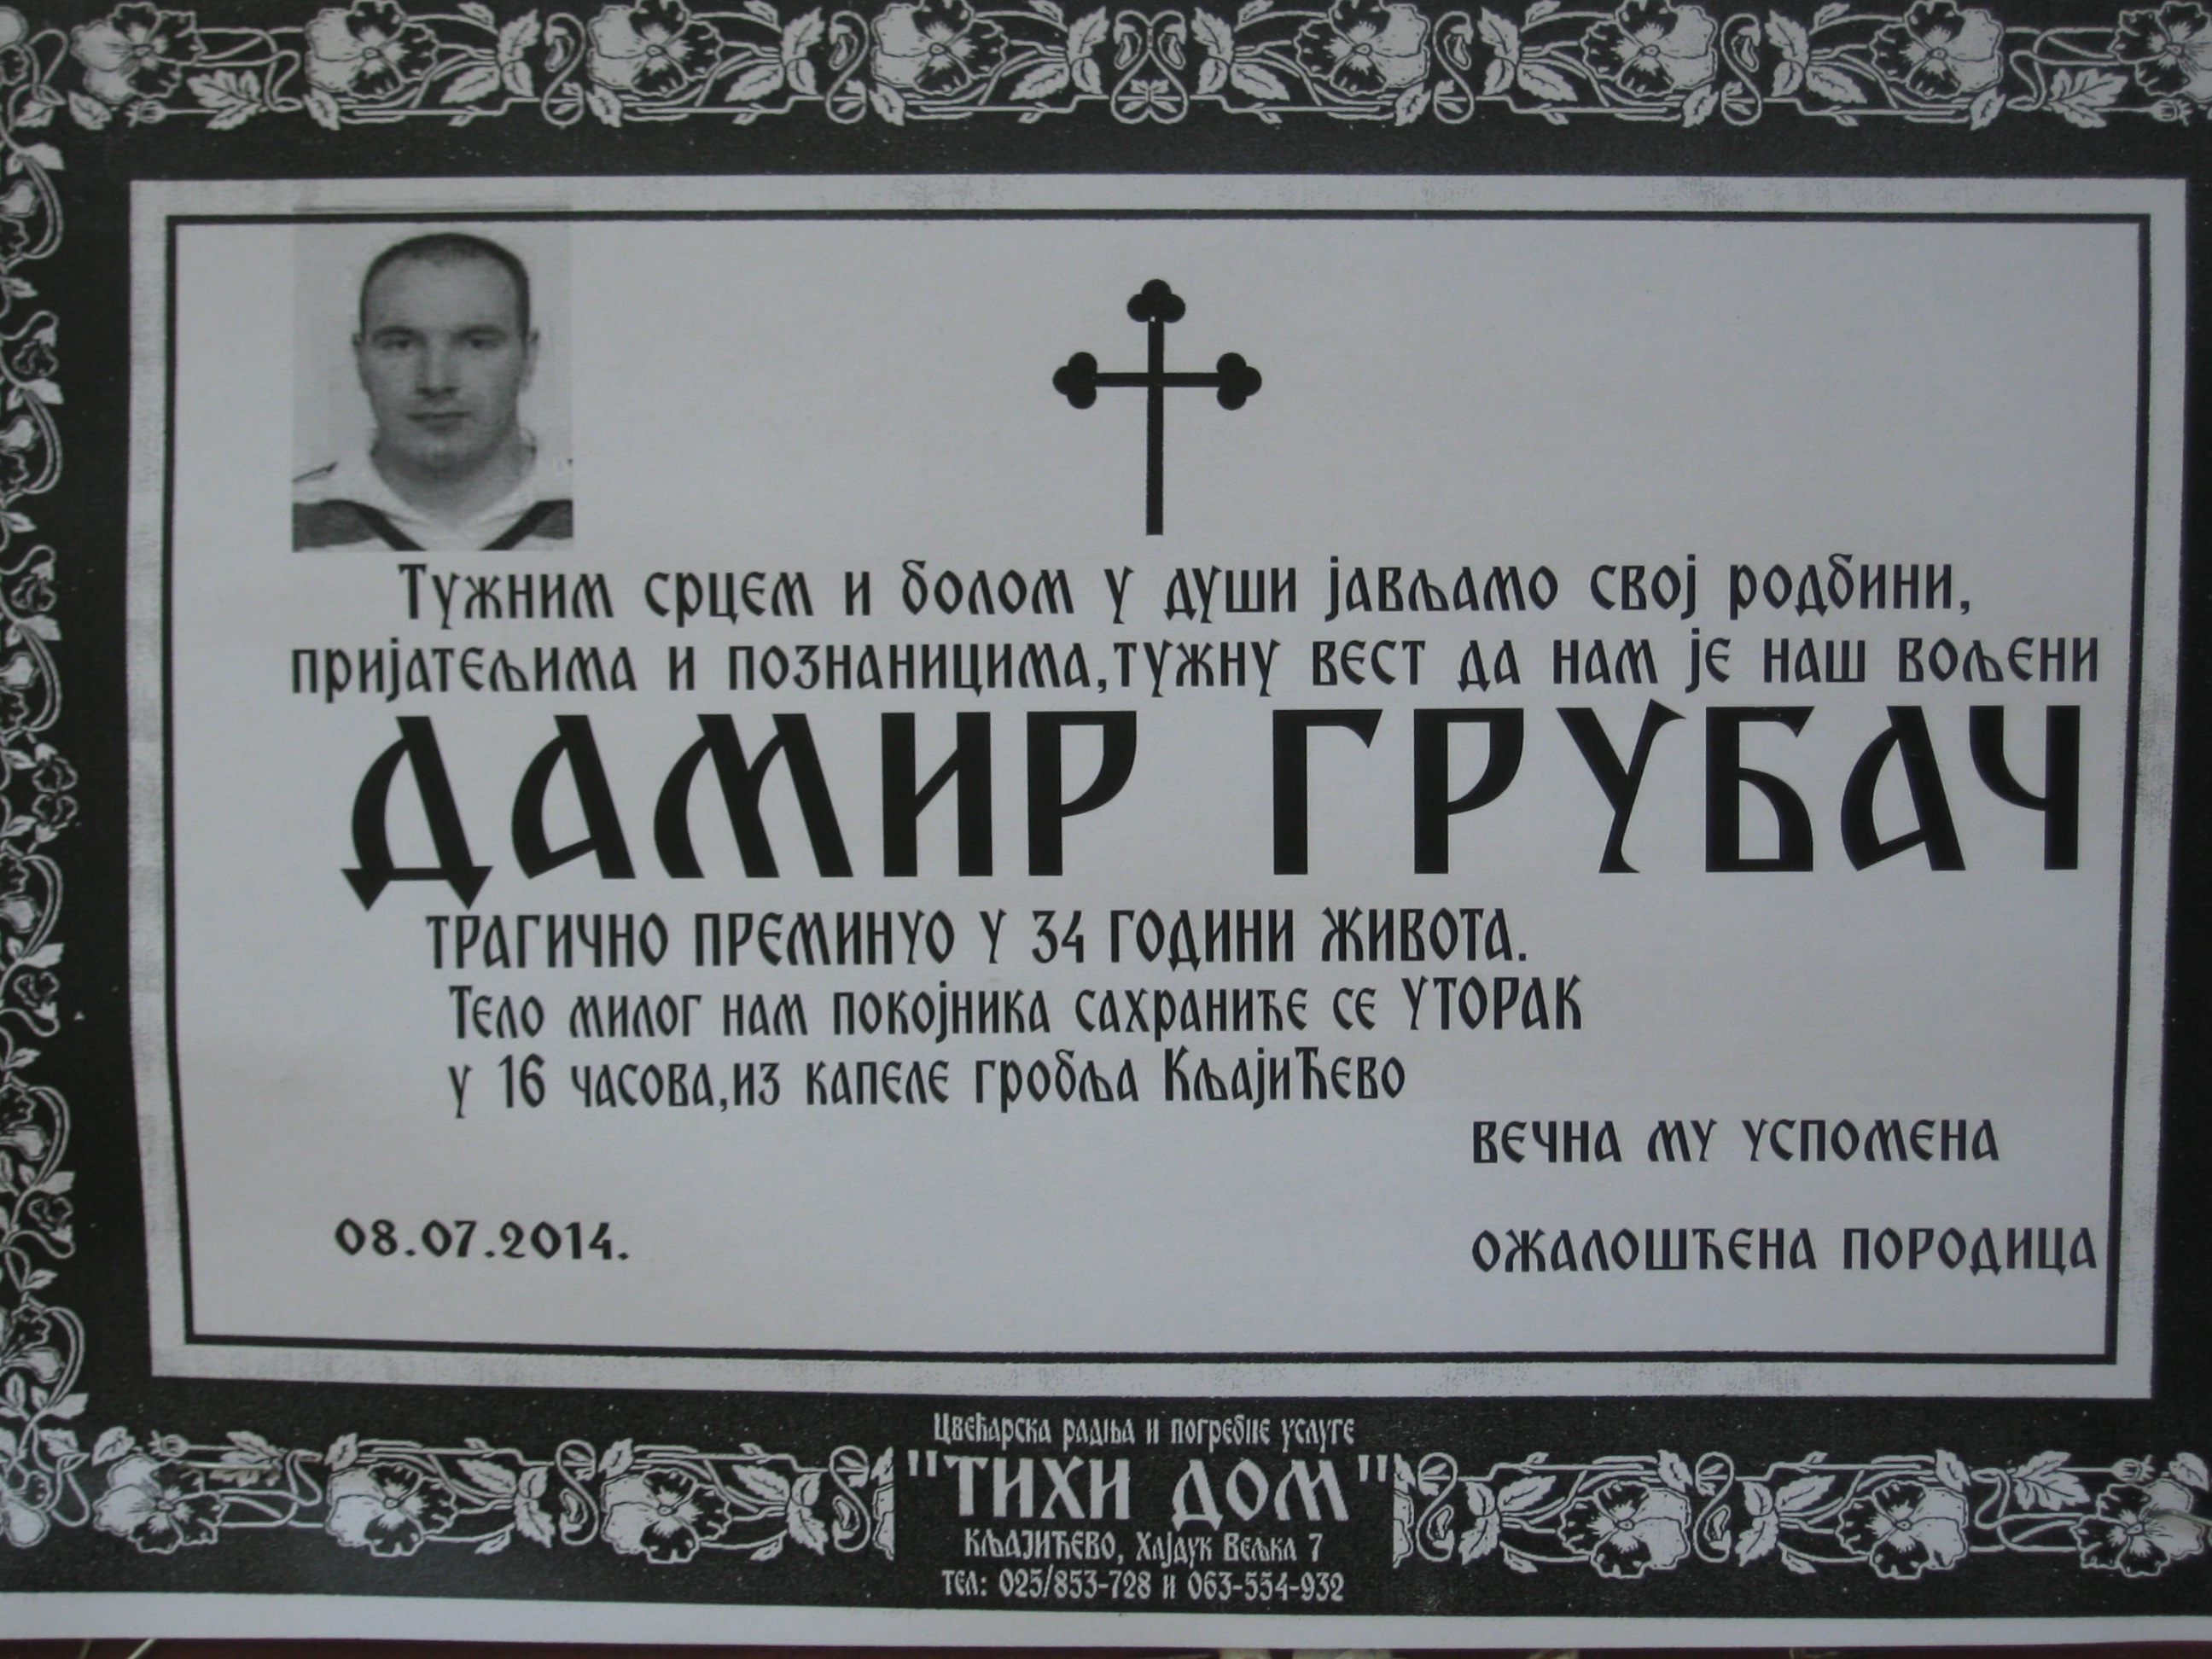 Тужним срцем и болом у души јављамо свој родбини,
пријатељима и познаницима,тужну вест да нам је наш вољени
ДАМИР ГРУБАЧ
ТРАГИЧНО ПРЕМИНУО У 34 ГОДИНИ ЖИВОТА.
Тело милог нам покојника сахраниће се УТОРАК
у 16 часова,из капеле гробља КљајиЋево
ВЕЧНА МУ УСПОМЕНА
08.07.2014.
ОЖАЛОШЋЕНА ПОРОДИЦА
Цвећарска радња и погребне услуге
"ТИХИ ДОМ"
Кљајићево, Хајдук Вељка 7
тел: 025/853-728 и 063-554-932